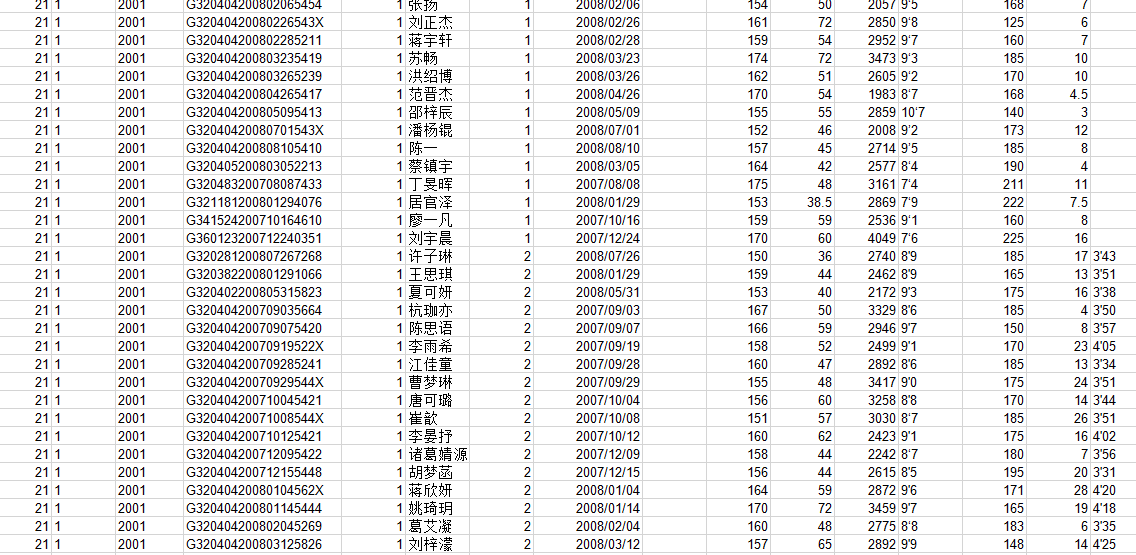 21 1 2001 G320404200802065454 1 张扬 1 2008/02/06 154 50 2057 9'5 168 7
21 1 2001 G32040420080226543X 1 刘正杰 1 2008/02/26 161 72 2850 9'8 125 6
21 1 2001 G320404200802285211 1 蒋宇轩 1 2008/02/28 159 54 2952 9'7 160 7
21 1 2001 G320404200803235419 1 苏畅 1 2008/03/23 174 72 3473 9'3 185 10
21 1 2001 G320404200803265239 1 洪绍博 1 2008/03/26 162 51 2605 9'2 170 10
21 1 2001 G320404200804265417 1 范晋杰 1 2008/04/26 170 54 1983 8'7 168 4.5
21 1 2001 G320404200805095413 1 邵梓辰 1 2008/05/09 155 55 2859 10'7 140 3
21 1 2001 G32040420080701543X 1 潘杨锟 1 2008/07/01 152 46 2008 9'2 173 12
21 1 2001 G320404200808105410 1 陈一 1 2008/08/10 157 45 2714 9'5 185 8
21 1 2001 G320405200803052213 1 蔡镇宇 1 2008/03/05 164 42 2577 8'4 190 4
21 1 2001 G320483200708087433 1 丁旻晖 1 2007/08/08 175 48 3161 7'4 211 11
21 1 2001 G321181200801294076 1 居官泽 1 2008/01/29 153 38.5 2869 7'9 222 7.5
21 1 2001 G341524200710164610 1 廖一凡 1 2007/10/16 159 59 2536 9'1 160 8
21 1 2001 G360123200712240351 1 刘宇晨 1 2007/12/24 170 60 4049 7'6 225 16
21 1 2001 G320281200807267268 1 许子琳 2 2008/07/26 150 36 2740 8'9 185 17 3'43
21 1 2001 G320382200801291066 1 王思琪 2 2008/01/29 159 44 2462 8'9 165 13 3'51
21 1 2001 G320402200805315823 1 夏可妍 2 2008/05/31 153 40 2172 9'3 175 16 3'38
21 1 2001 G320404200709035664 1 杭珈亦 2 2007/09/03 167 50 3329 8'6 185 4 3'50
21 1 2001 G320404200709075420 1 陈思语 2 2007/09/07 166 59 2946 9'7 150 8 3'57
21 1 2001 G32040420070919522X 1 李雨希 2 2007/09/19 158 52 2499 9'1 170 23 4'05
21 1 2001 G320404200709285241 1 江佳童 2 2007/09/28 160 47 2892 8'6 185 13 3'34
21 1 2001 G32040420070929544X 1 曹梦琳 2 2007/09/29 155 48 3417 9'0 175 24 3'51
21 1 2001 G320404200710045421 1 唐可璐 2 2007/10/04 156 60 3258 8'8 170 14 3'44
21 1 2001 G32040420071008544X 1 崔歆 2 2007/10/08 151 57 3030 8'7 185 26 3'51
21 1 2001 G320404200710125421 1 李晏抒 2 2007/10/12 160 62 2423 9'1 175 16 4'02
21 1 2001 G320404200712095422 1 诸葛婧源 2 2007/12/09 158 44 2242 8'7 180 7 3'56
21 1 2001 G320404200712155448 1 胡梦菡 2 2007/12/15 156 44 2615 8'5 195 20 3'31
21 1 2001 G32040420080104562X 1 蒋欣妍 2 2008/01/04 164 59 2872 9'6 171 28 4'20
21 1 2001 G320404200801145444 1 姚琦玥 2 2008/01/14 170 72 3459 9'7 165 19 4'18
21 1 2001 G320404200802045269 1 葛艾凝 2 2008/02/04 160 48 2775 8'8 183 6 3'35
21 1 2001 G320404200803125826 1 刘梓濛 2 2008/03/12 157 65 2892 9'9 148 14 4'25